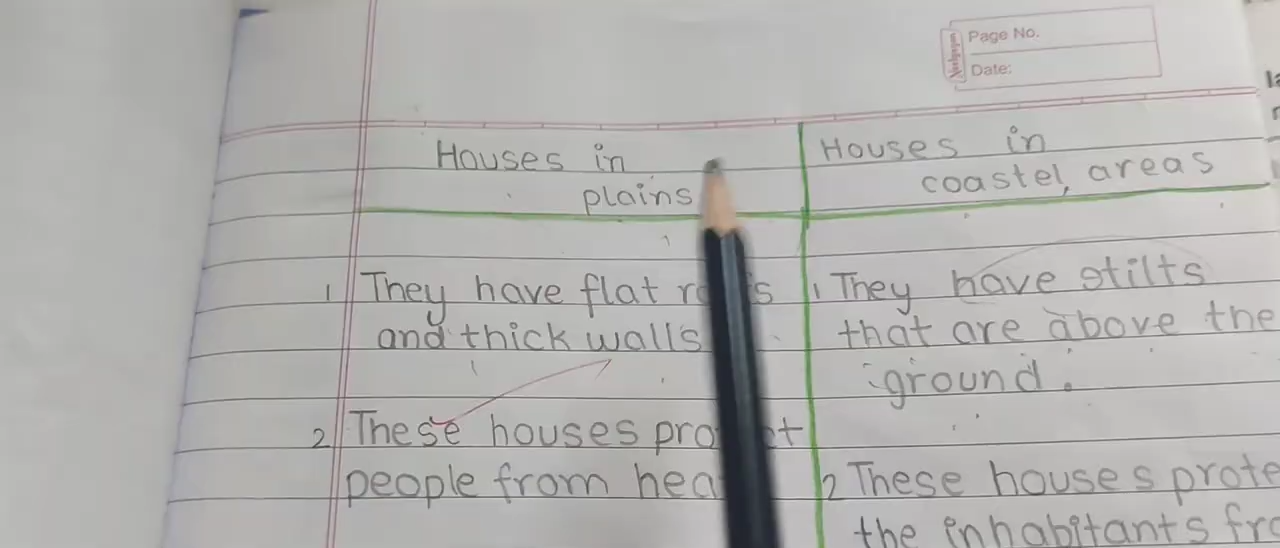 Page No.
Date:
Houses in
plains
Houses in
coastel, areas
1 They have flat
and thick walls
2 These houses
people from
1 They have stilts
that are above the
ground.
2 These houses
the inhabitants